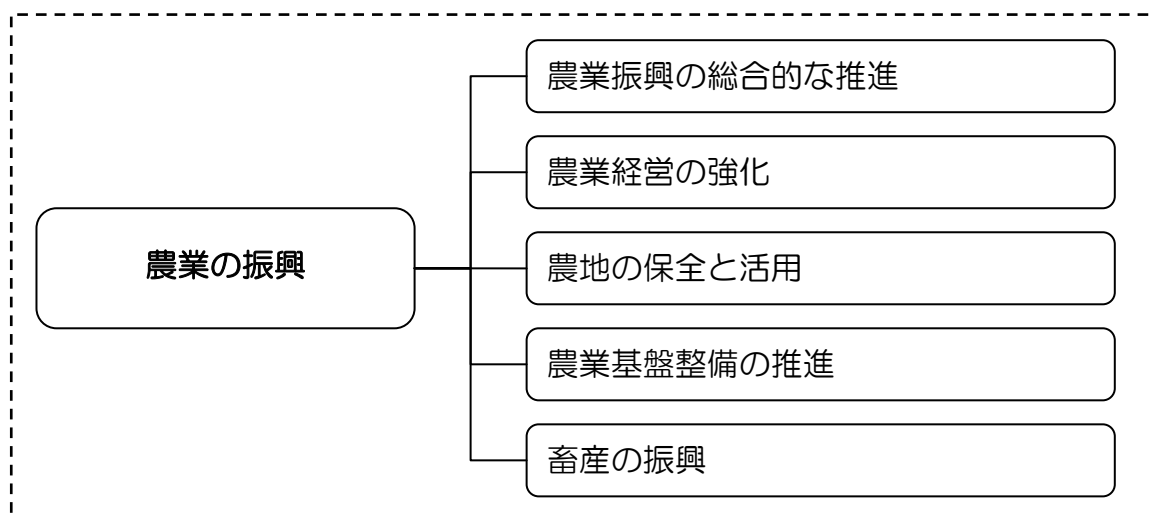 農業の振興
農業振興の総合的な推進
農業経営の強化
農地の保全と活用
農業基盤整備の推進
畜産の振興